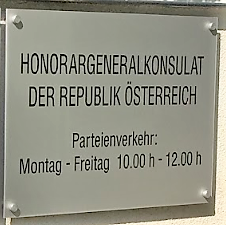 HONORARGENERALKONSULAT
DER REPUBLIK ÖSTERREICH
Parteienverkehr:
Montag - Freitag 10.00 h - 12.00 h